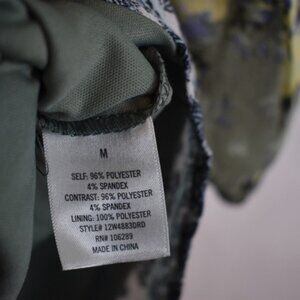 M
SELF: 96% POLYESTER
4% SPANDEX
CONTRAST: 96% POLYESTER
4% SPANDEX
LINING: 100% POLYESTER
STYLE# 12W4883DRD
RN# 106289
MADE IN CHINA